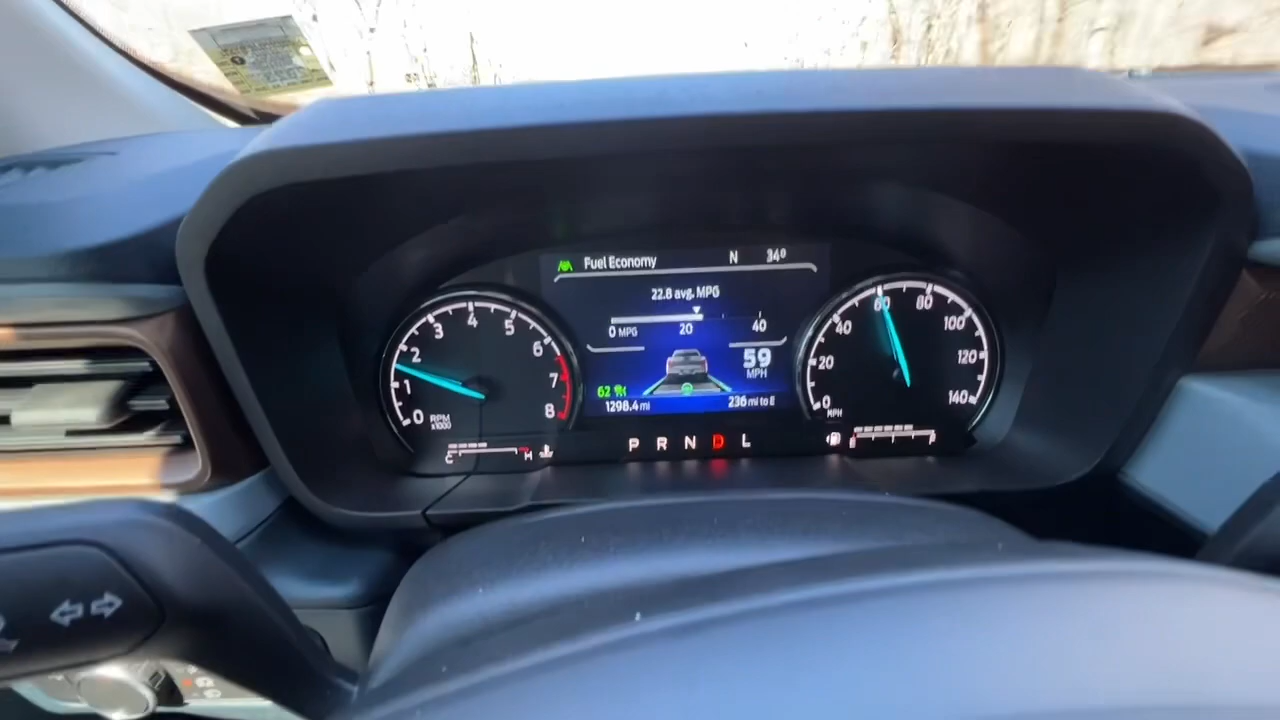 Fuel Economy N 34°
22.8 avg. MPG
0 MPG 20 40
59
MPH
62
1298.4 mi 236 mi to E
0 1 2 3 4 5 6 7 8
RPM
x1000
0 20 40 60 80 100 120 140
MPH
C H
P R N D L